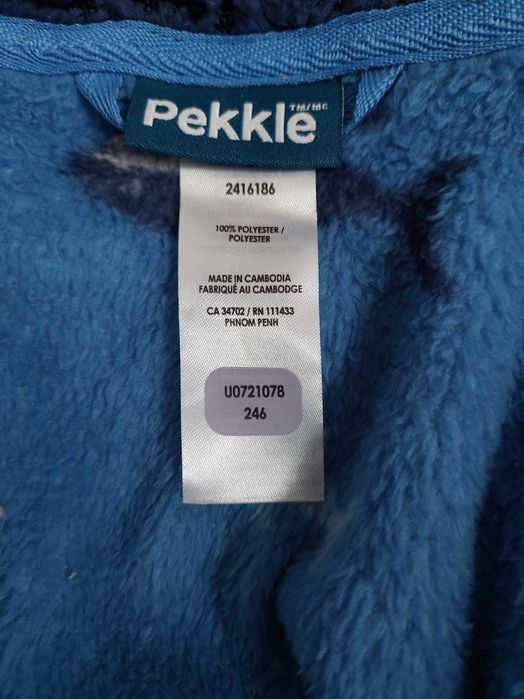 Pekkle TM/MC
2416186
100% POLYESTER /
POLYESTER
MADE IN CAMBODIA
FABRIQUÉ AU CAMBODGE
CA 34702 / RN 111433
PHNOM PENH
U0721078
246